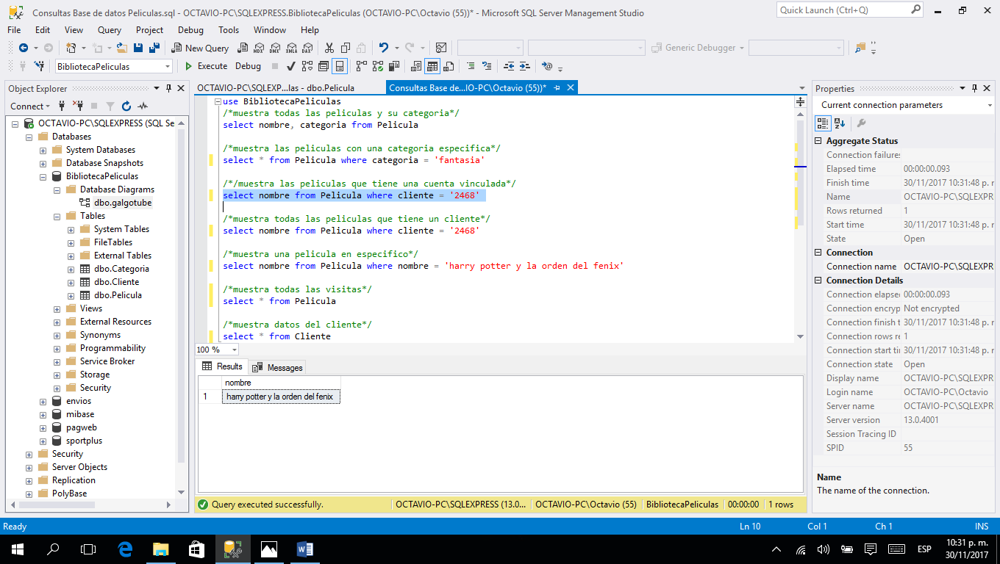 Consultas Base de datos Peliculas.sql - OCTAVIO-PC\SQLEXPRESS.BibliotecaPeliculas (OCTAVIO-PC\Octavio (55))* - Microsoft SQL Server Management Studio
Quick Launch (Ctrl+Q)
File Edit View Query Project Debug Tools Window Help
New Query MDX DMX XMLA DAX Generic Debugger
BibliotecaPeliculas Execute Debug
Object Explorer
Connect
OCTAVIO-PC\SQLEXPRESS (SQL Se
Databases
System Databases
Database Snapshots
BibliotecaPeliculas
Database Diagrams
dbo.galgotube
Tables
System Tables
FileTables
External Tables
dbo.Categoria
dbo.Cliente
dbo.Pelicula
Views
External Resources
Synonyms
Programmability
Service Broker
Storage
Security
envios
mibase
pagweb
sportplus
Security
Server Objects
Replication
PolyBase
OCTAVIO-PC\SQLEXP...las - dbo.Pelicula
Consultas Base de...IO-PC\Octavio (55))*
use BibliotecaPeliculas
/*muestra todas las peliculas y su categoria*/
select nombre, categoria from Pelicula
/*muestra las peliculas con una categoria especifica*/
select * from Pelicula where categoria = 'fantasia'
/*/muestra las peliculas que tiene una cuenta vinculada*/
select nombre from Pelicula where cliente = '2468'
/*muestra todas las peliculas que tiene un cliente*/
select nombre from Pelicula where cliente = '2468'
/*muestra una pelicula en especifico*/
select nombre from Pelicula where nombre = 'harry potter y la orden del fenix'
/*muestra todas las visitas*/
select * from Pelicula
/*muestra datos del cliente*/
select * from Cliente
100 %
Results Messages
nombre
1 harry potter y la orden del fenix
Query executed successfully. OCTAVIO-PC\SQLEXPRESS (13.0... OCTAVIO-PC\Octavio (55) BibliotecaPeliculas 00:00:00 1 rows
Properties
Current connection parameters
Aggregate Status
Connection failures
Elapsed time 00:00:00.093
Finish time 30/11/2017 10:31:48 p. r
Name OCTAVIO-PC\SQLEXPR
Rows returned 1
Start time 30/11/2017 10:31:48 p. r
State Open
Connection
Connection name OCTAVIO-PC\SQLEXPR
Connection Details
Connection elapse 00:00:00.093
Connection encryp Not encrypted
Connection finish t 30/11/2017 10:31:48 p. r
Connection rows re 1
Connection start ti 30/11/2017 10:31:48 p. r
Connection state Open
Display name OCTAVIO-PC\SQLEXPR
Login name OCTAVIO-PC\Octavio
Server name OCTAVIO-PC\SQLEXPR
Server version 13.0.4001
Session Tracing ID
SPID 55
Name
The name of the connection.
Ready Ln 10 Col 1 Ch 1 INS
ESP
10:31 p. m.
30/11/2017